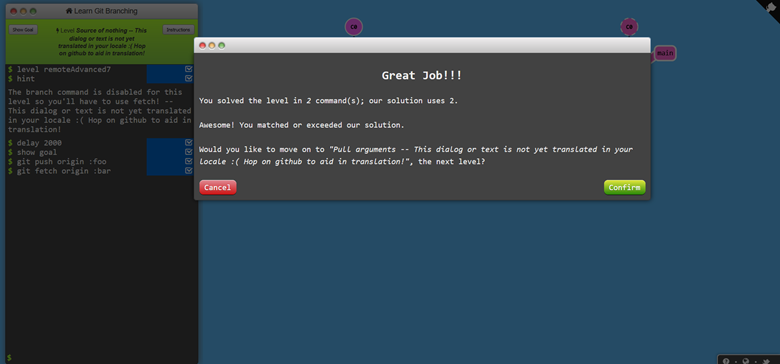 Learn Git Branching
Show Goal
Level Source of nothing -- This
dialog or text is not yet
translated in your locale :( Hop
on github to aid in translation!
Instructions
$ level remoteAdvanced7
$ hint
The branch command is disabled for this
level so you'll have to use fetch! --
This dialog or text is not yet translated
in your locale :( Hop on github to aid in
translation!
$ delay 2000
$ show goal
$ git push origin :foo
$ git fetch origin :bar
$
c0
c0
main
Great Job!!!
You solved the level in 2 command(s); our solution uses 2.
Awesome! You matched or exceeded our solution.
Would you like to move on to "Pull arguments -- This dialog or text is not yet translated in your
locale :( Hop on github to aid in translation!", the next level?
Cancel
Confirm